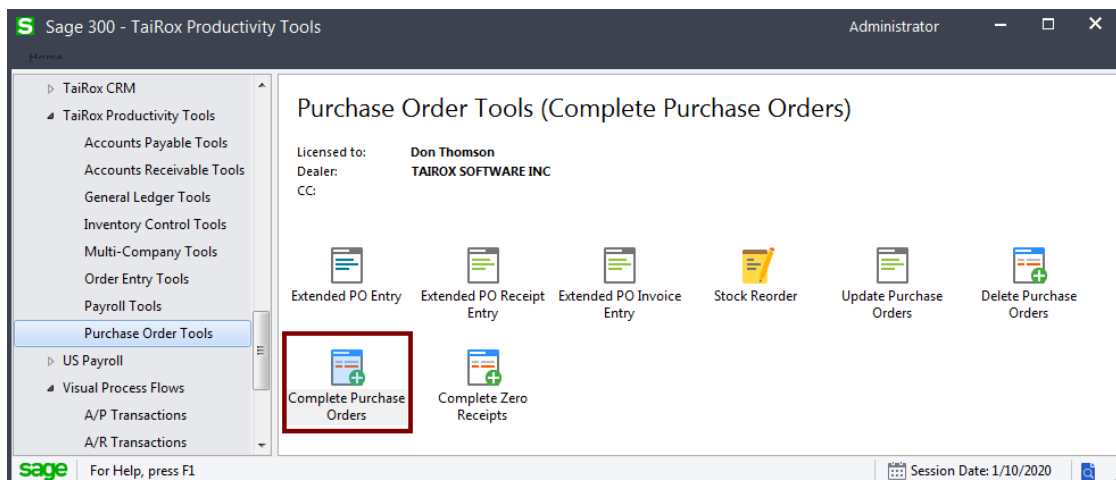 S Sage 300 - TaiRox Productivity Tools
Administrator
Home
TaiRox CRM
TaiRox Productivity Tools
Accounts Payable Tools
Accounts Receivable Tools
General Ledger Tools
Inventory Control Tools
Multi-Company Tools
Order Entry Tools
Payroll Tools
Purchase Order Tools
US Payroll
Visual Process Flows
A/P Transactions
A/R Transactions
Purchase Order Tools (Complete Purchase Orders)
Licensed to: Don Thomson
Dealer: TAIROX SOFTWARE INC
CC:
Extended PO Entry
Extended PO Receipt
Entry
Extended PO Invoice
Entry
Stock Reorder
Update Purchase
Orders
Delete Purchase
Orders
Complete Purchase
Orders
Complete Zero
Receipts
sage For Help, press F1
Session Date: 1/10/2020